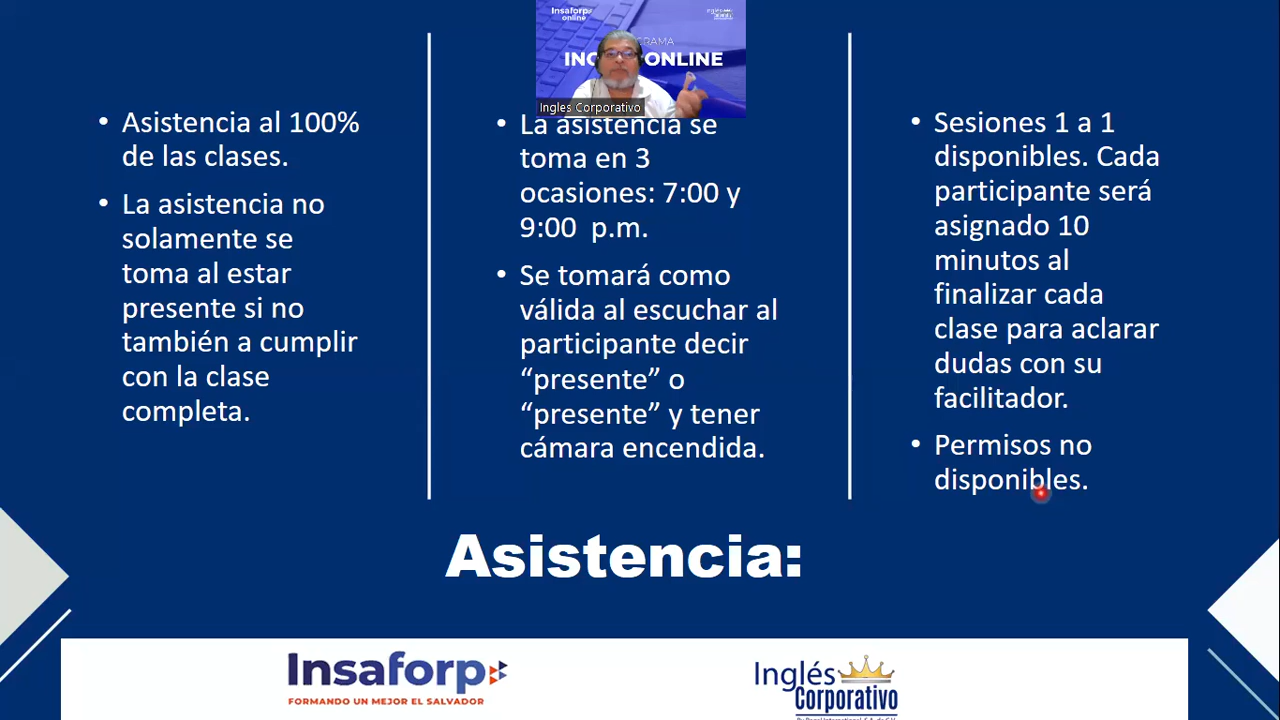 Insaforp
online
INGLÉS ONLINE
Ingles Corporativo
• Asistencia al 100%
de las clases.
• La asistencia no
solamente se
toma al estar
presente si no
también a cumplir
con la clase
completa.
• La asistencia se
toma en 3
ocasiones: 7:00 y
9:00 p.m.
• Se tomará como
válida al escuchar al
participante decir
“presente” o
“presente” y tener
cámara encendida.
• Sesiones 1 a 1
disponibles. Cada
participante será
asignado 10
minutos al
finalizar cada
clase para aclarar
dudas con su
facilitador.
• Permisos no
disponibles.
Asistencia:
Insaforp
FORMANDO UN MEJOR EL SALVADOR
Inglés
Corporativo